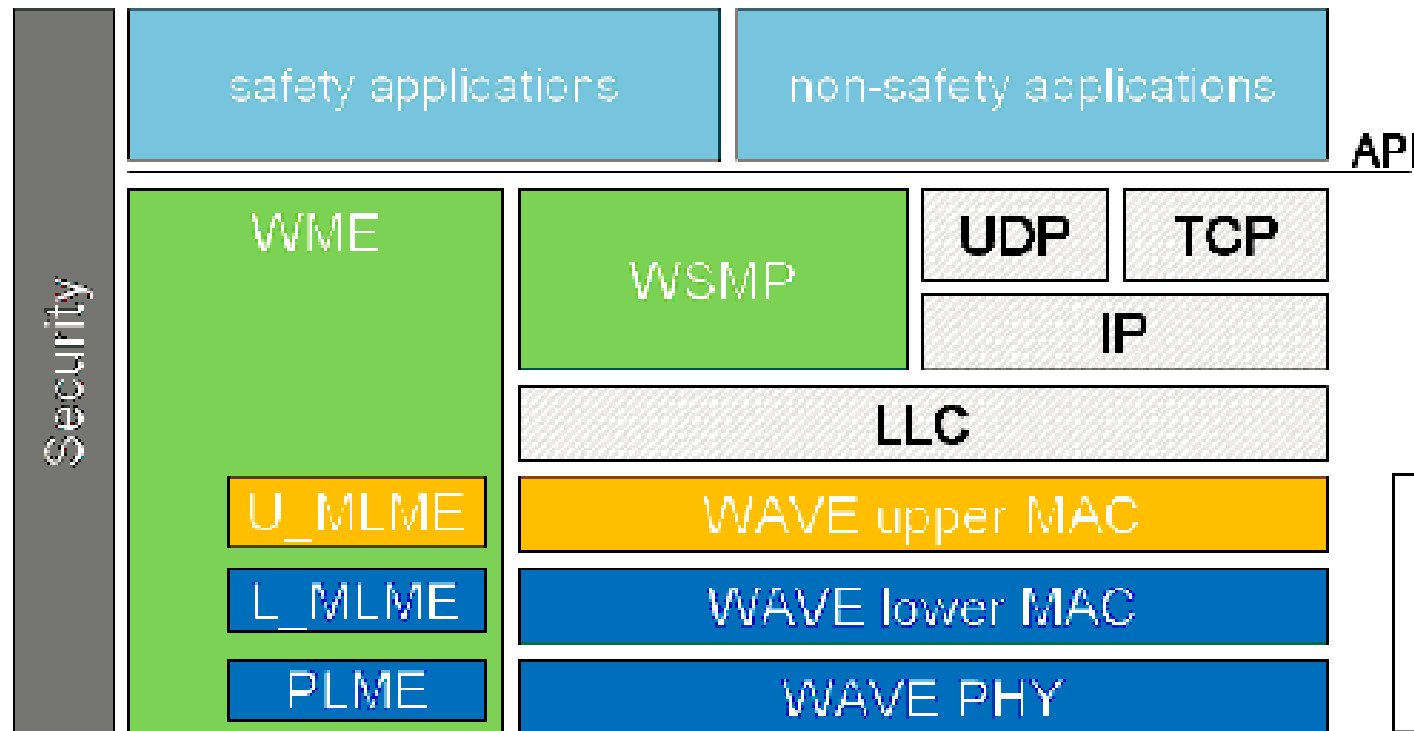 safety applications
non-safety applications
API
WME
WSMP
UDP
TCP
IP
Security
LLC
U_MLME
WAVE upper MAC
L_MLME
WAVE lower MAC
PLME
WAVE PHY